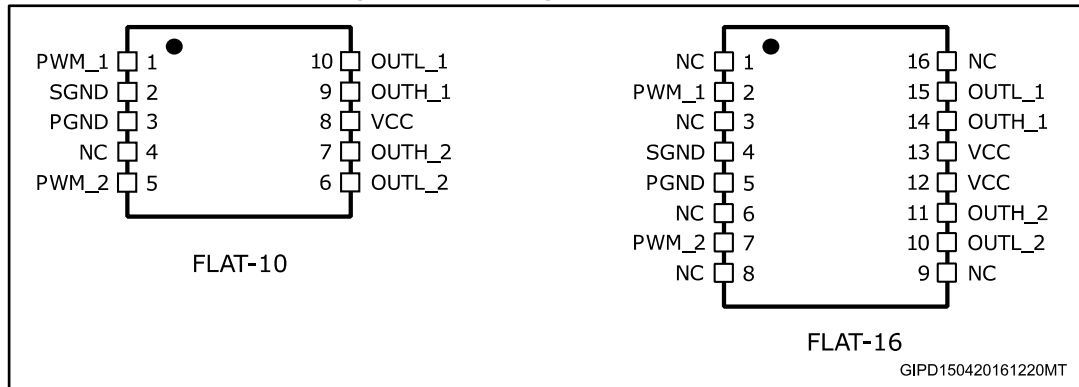 PWM_1 1 10 OUTL_1
SGND 2 9 OUTH_1
PGND 3 8 VCC
NC 4 7 OUTH_2
PWM_2 5 6 OUTL_2
FLAT-10
NC 1 16 NC
PWM_1 2 15 OUTL_1
NC 3 14 OUTH_1
SGND 4 13 VCC
PGND 5 12 VCC
NC 6 11 OUTH_2
PWM_2 7 10 OUTL_2
NC 8 9 NC
FLAT-16
GIPD150420161220MT